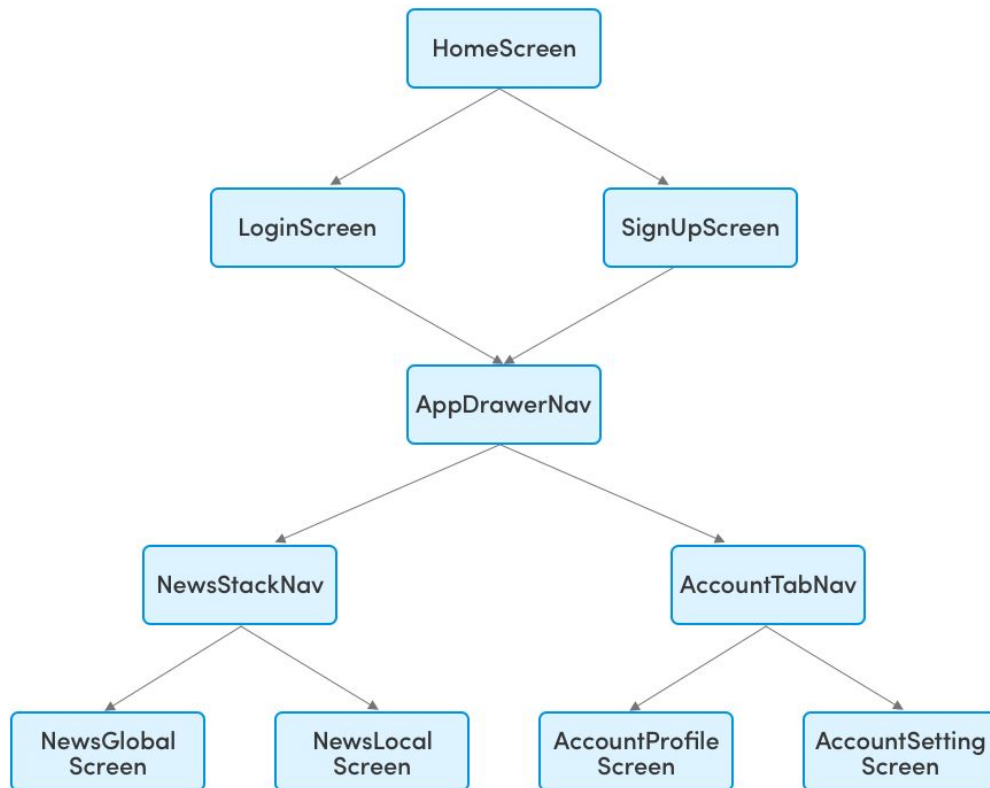 HomeScreen
LoginScreen
SignUpScreen
AppDrawerNav
NewsStackNav
AccountTabNav
NewsGlobal
Screen
NewsLocal
Screen
AccountProfile
Screen
AccountSetting
Screen